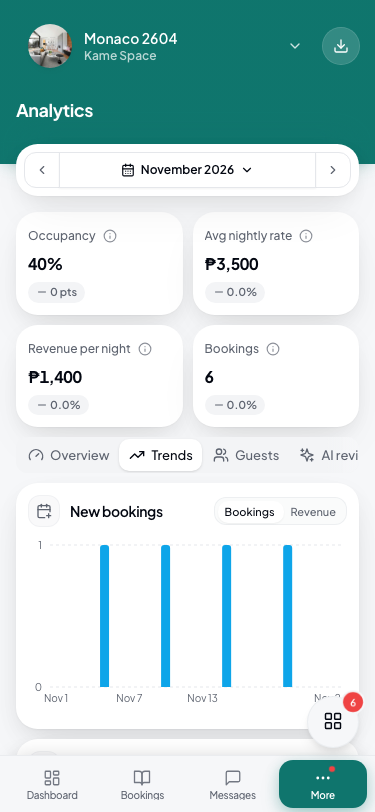 Monaco 2604
Kame Space
Analytics
November 2026
Occupancy
40%
— 0 pts
Avg nightly rate
₱3,500
— 0.0%
Revenue per night
₱1,400
— 0.0%
Bookings
6
— 0.0%
Overview Trends Guests AI revi
New bookings
Bookings Revenue
1
0
Nov 1 Nov 7 Nov 13
6
Dashboard Bookings Messages More